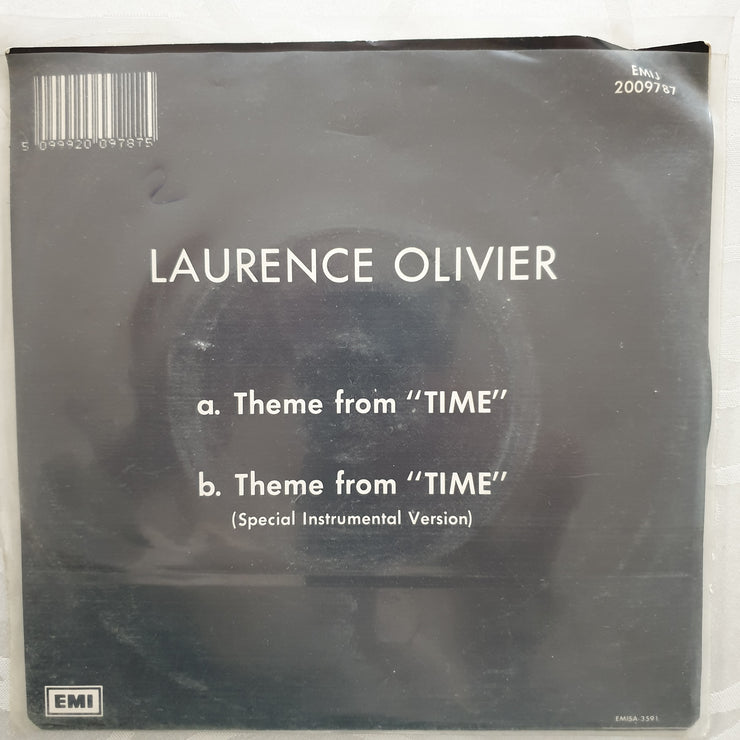 EMIJ
2009787
5 099920 097875
LAURENCE OLIVIER
a. Theme from "TIME"
b. Theme from "TIME"
(Special Instrumental Version)
EMI
EMISA 3591